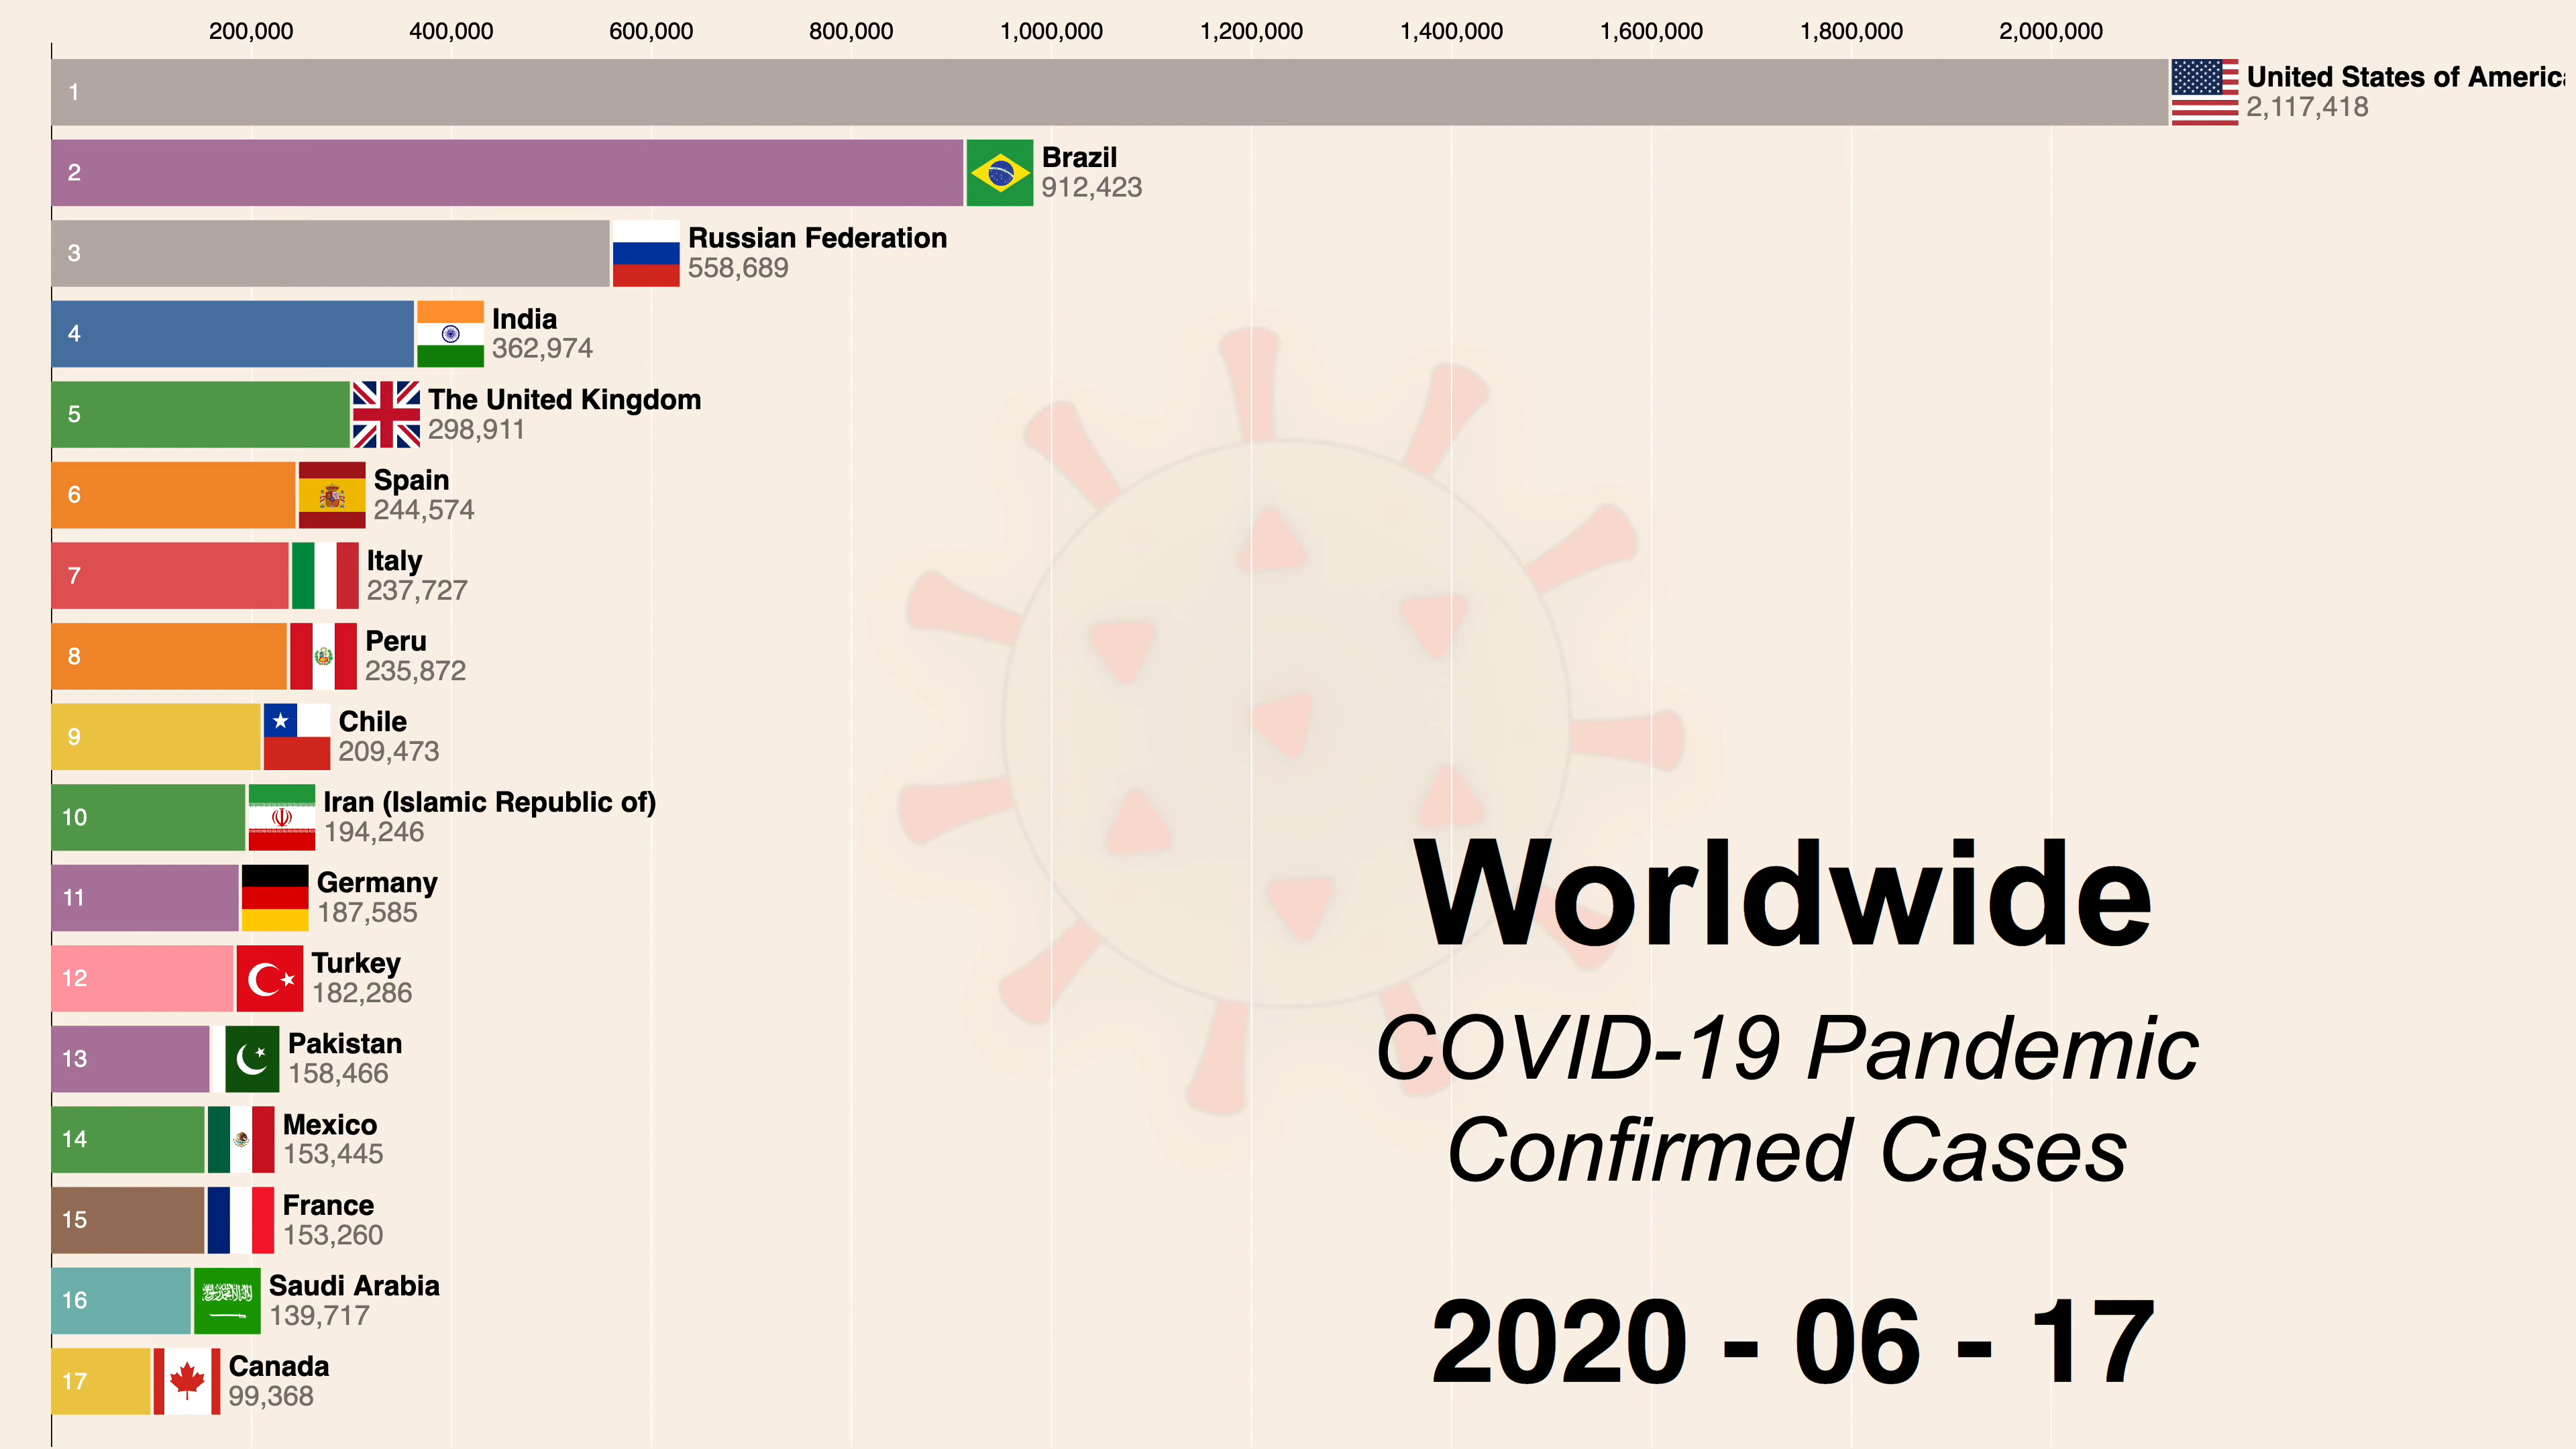 200,000 400,000 600,000 800,000 1,000,000 1,200,000 1,400,000 1,600,000 1,800,000 2,000,000
1
United States of Americ
2,117,418
2
Brazil
912,423
3
Russian Federation
558,689
4
India
362,974
5
The United Kingdom
298,911
6
Spain
244,574
7
Italy
237,727
8
Peru
235,872
9
Chile
209,473
10
Iran (Islamic Republic of)
194,246
11
Germany
187,585
12
Turkey
182,286
13
Pakistan
158,466
14
Mexico
153,445
15
France
153,260
16
Saudi Arabia
139,717
17
Canada
99,368
Worldwide
COVID-19 Pandemic
Confirmed Cases
2020 - 06 - 17